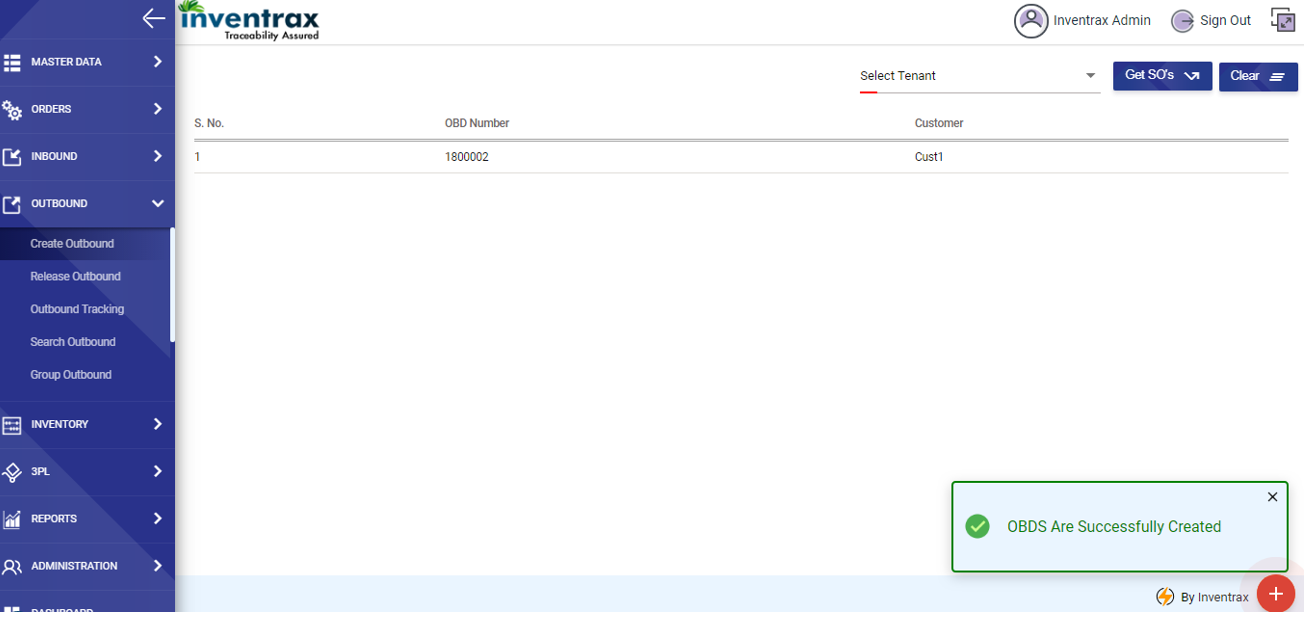 inventrax
Traceability Assured
Inventrax Admin
Sign Out
MASTER DATA
ORDERS
INBOUND
OUTBOUND
Create Outbound
Release Outbound
Outbound Tracking
Search Outbound
Group Outbound
INVENTORY
3PL
REPORTS
ADMINISTRATION
DASHBOARD
Select Tenant
Get SO's
Clear
S. No. OBD Number Customer
1 1800002 Cust1
OBDS Are Successfully Created
By Inventrax